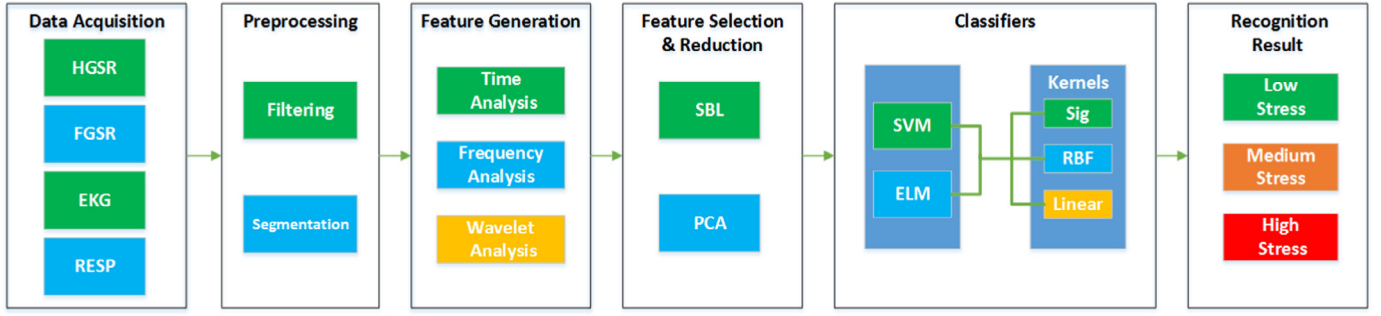 Data Acquisition
HGSR
FGSR
EKG
RESP
Preprocessing
Filtering
Segmentation
Feature Generation
Time
Analysis
Frequency
Analysis
Wavelet
Analysis
Feature Selection
& Reduction
SBL
PCA
Classifiers
SVM
ELM
Kernels
Sig
RBF
Linear
Recognition
Result
Low
Stress
Medium
Stress
High
Stress